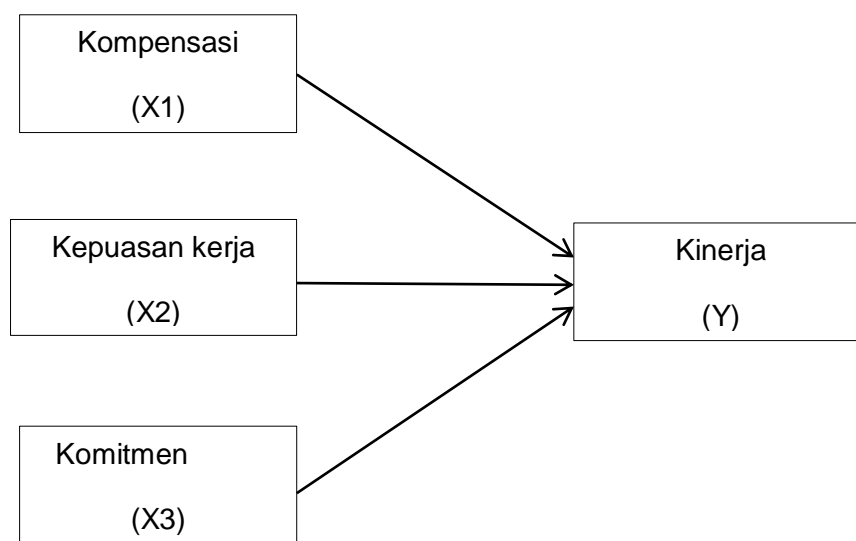 Kompensasi
(X1)
Kepuasan kerja
(X2)
Kinerja
(Y)
Komitmen
(X3)